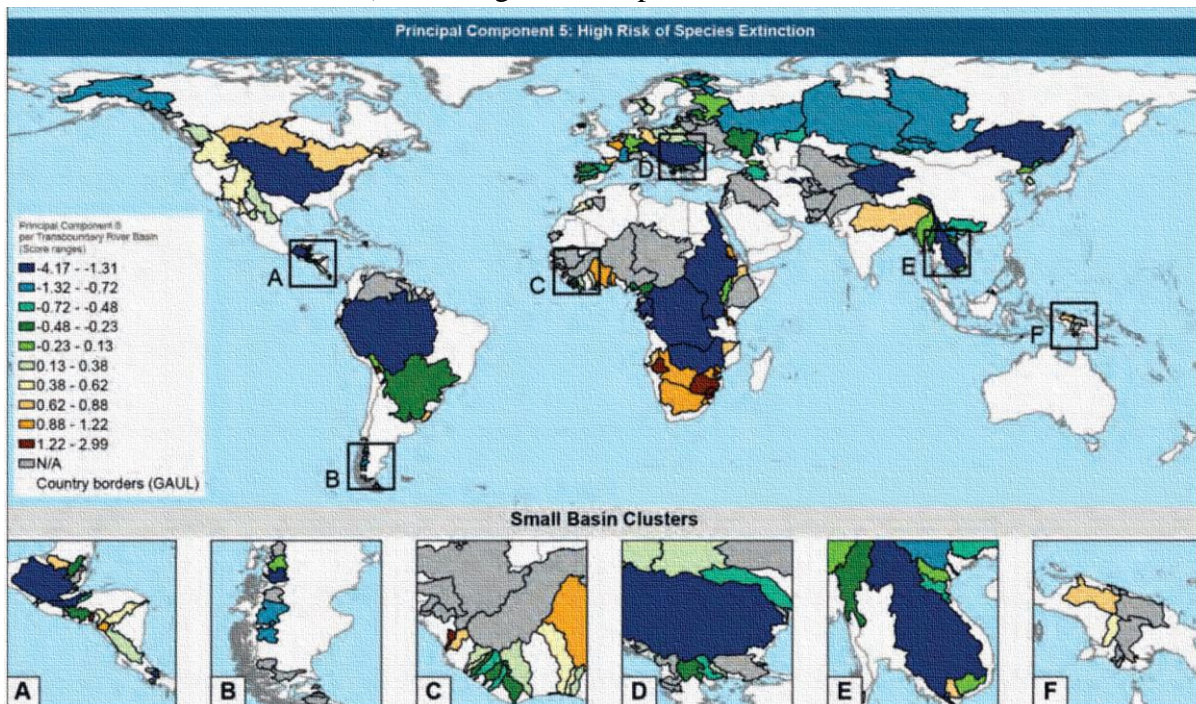 Principal Component 5: High Risk of Species Extinction
Principal Component 5
per Transboundary River Basin
(Score ranges)
-4.17 - -1.31
-1.32 - -0.72
-0.72 - -0.48
-0.48 - -0.23
-0.23 - 0.13
0.13 - 0.38
0.38 - 0.62
0.62 - 0.88
0.88 - 1.22
1.22 - 2.99
N/A
Country borders (GAUL)
A
B
C
D
E
F
Small Basin Clusters
A
B
C
D
E
F